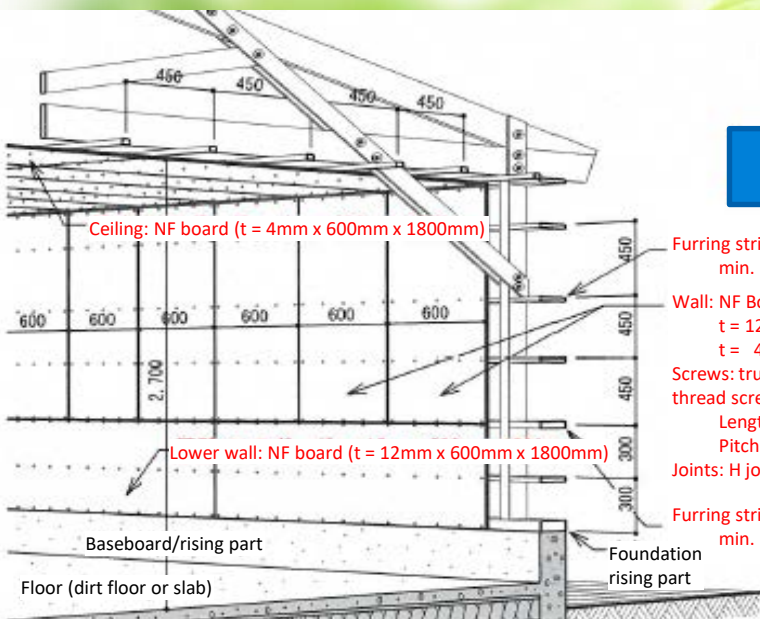 450
450
450
450
Ceiling: NF board (t = 4mm x 600mm x 1800mm)
600
600
600
600
600
600
2,700
450
450
450
300
300
Furring stri
min.
Wall: NF Bo
t = 12
t = 4
Screws: tru
thread scre
Lengt
Pitch
Joints: H jo
Furring stri
min.
Lower wall: NF board (t = 12mm x 600mm x 1800mm)
Baseboard/rising part
Floor (dirt floor or slab)
Foundation
rising part